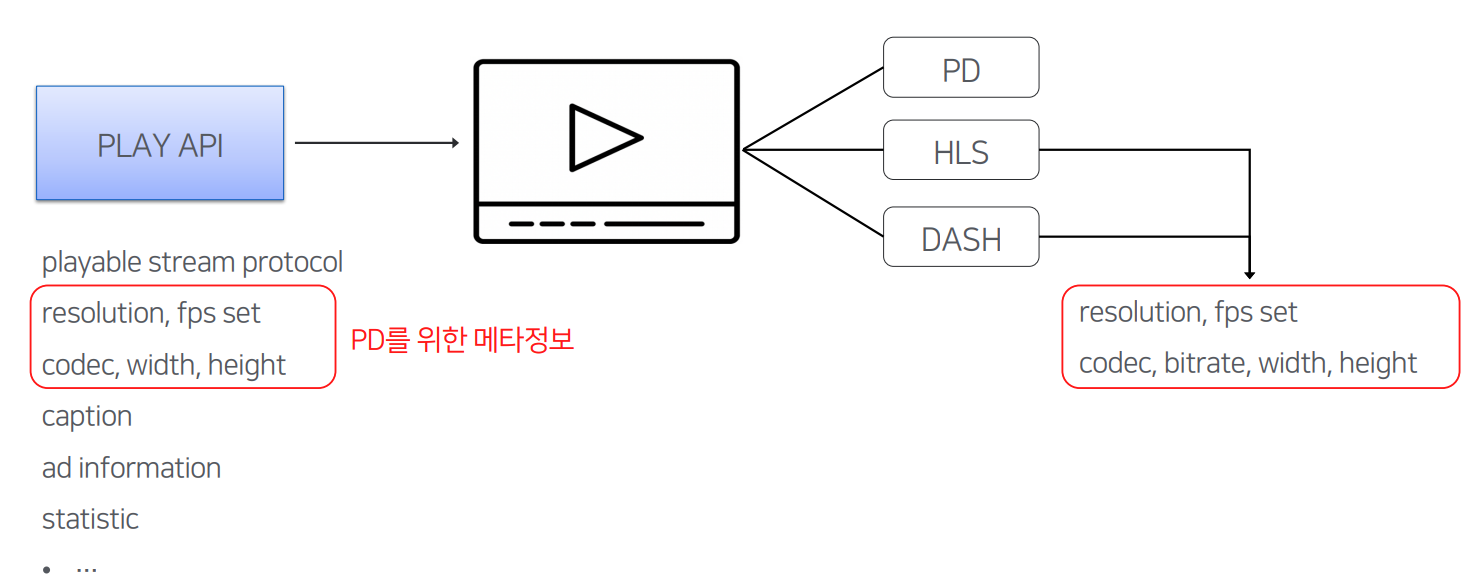 PLAY API
playable stream protocol
resolution, fps set
codec, width, height
PD를 위한 메타정보
caption
ad information
statistic
• ...
PD
HLS
DASH
resolution, fps set
codec, bitrate, width, height